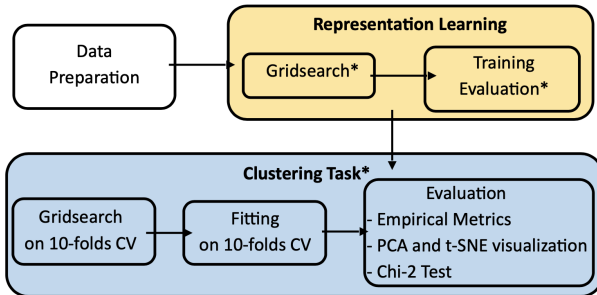 Representation Learning
Data
Preparation
Gridsearch*
Training
Evaluation*
Clustering Task*
Gridsearch
on 10-folds CV
Fitting
on 10-folds CV
Evaluation
- Empirical Metrics
- PCA and t-SNE visualization
- Chi-2 Test